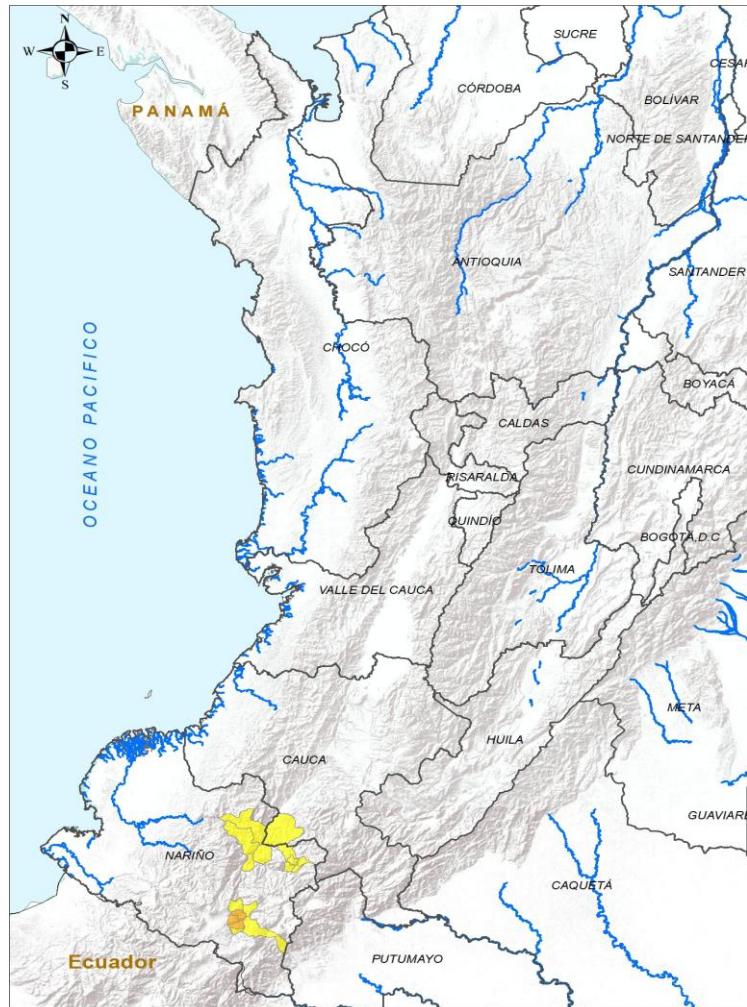 N
W E
S
PANAMÁ
SUCRE
CÓRDOBA
CESAR
BOLÍVAR
NORTE DE SANTANDER
ANTIOQUIA
SANTANDER
CHOCÓ
BOYACÁ
CALDAS
CUNDINAMARCA
RISARALDA
QUINDÍO
BOGOTÁ,D.C
TOLIMA
VALLE DEL CAUCA
OCEANO PACIFICO
META
HUILA
CAUCA
GUAVIARE
NARIÑO
CAQUETÁ
Ecuador
PUTUMAYO